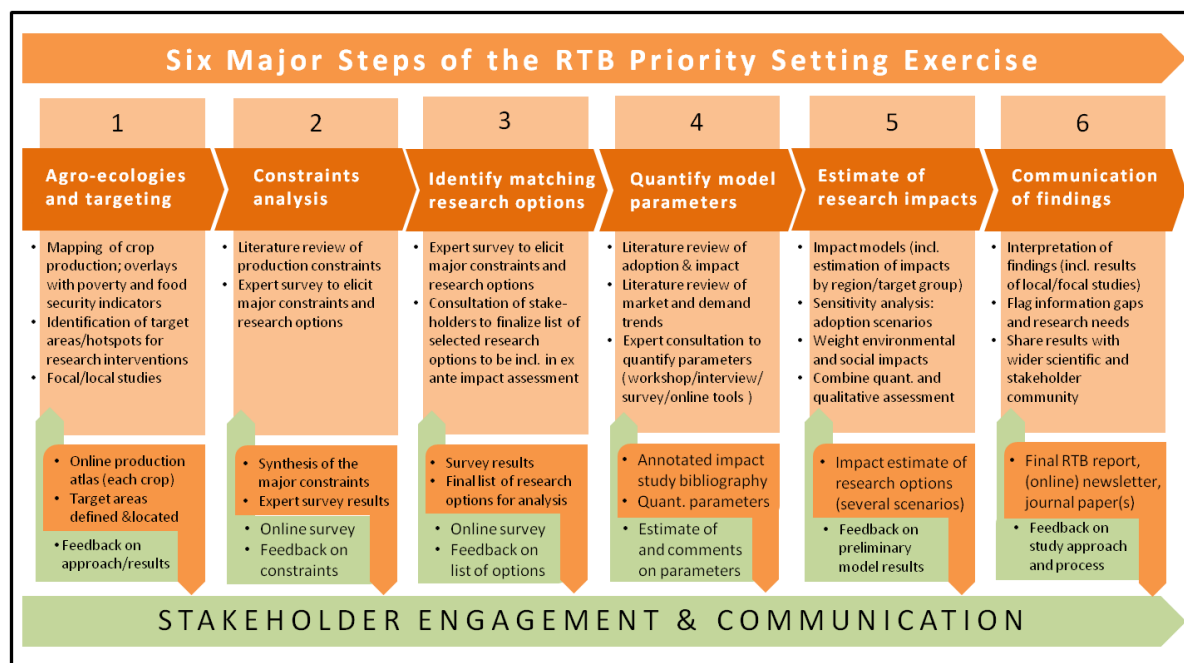 Six Major Steps of the RTB Priority Setting Exercise
1
Agro-ecologies
and targeting
• Mapping of crop
production; overlays
with poverty and food
security indicators
• Identification of target
areas/hotspots for
research interventions
• Focal/local studies
• Online production
atlas (each crop)
• Target areas
defined &located
• Feedback on
approach/results
2
Constraints
analysis
• Literature review of
production constraints
• Expert survey to elicit
major constraints and
research options
• Synthesis of the
major constraints
• Expert survey results
• Online survey
• Feedback on
constraints
3
Identify matching
research options
• Expert survey to elicit
major constraints and
research options
• Consultation of stake-
holders to finalize list of
selected research
options to be incl. in ex
ante impact assessment
• Survey results
• Final list of research
options for analysis
• Online survey
• Feedback on
list of options
4
Quantify model
parameters
• Literature review of
adoption & impact
• Literature review of
market and demand
trends
• Expert consultation to
quantify parameters
(workshop/interview/
survey/online tools )
• Annotated impact
study bibliography
• Quant. parameters
• Estimate of
and comments
on parameters
5
Estimate of
research impacts
• Impact models (incl.
estimation of impacts
by region/target group)
• Sensitivity analysis:
adoption scenarios
• Weight environmental
and social impacts
• Combine quant. and
qualitative assessment
• Impact estimate of
research options
(several scenarios)
• Feedback on
preliminary
model results
6
Communication
of findings
• Interpretation of
findings (incl. results
of local/focal studies)
• Flag information gaps
and research needs
• Share results with
wider scientific and
stakeholder
community
• Final RTB report,
(online) newsletter,
journal paper(s)
• Feedback on
study approach
and process
STAKEHOLDER ENGAGEMENT & COMMUNICATION